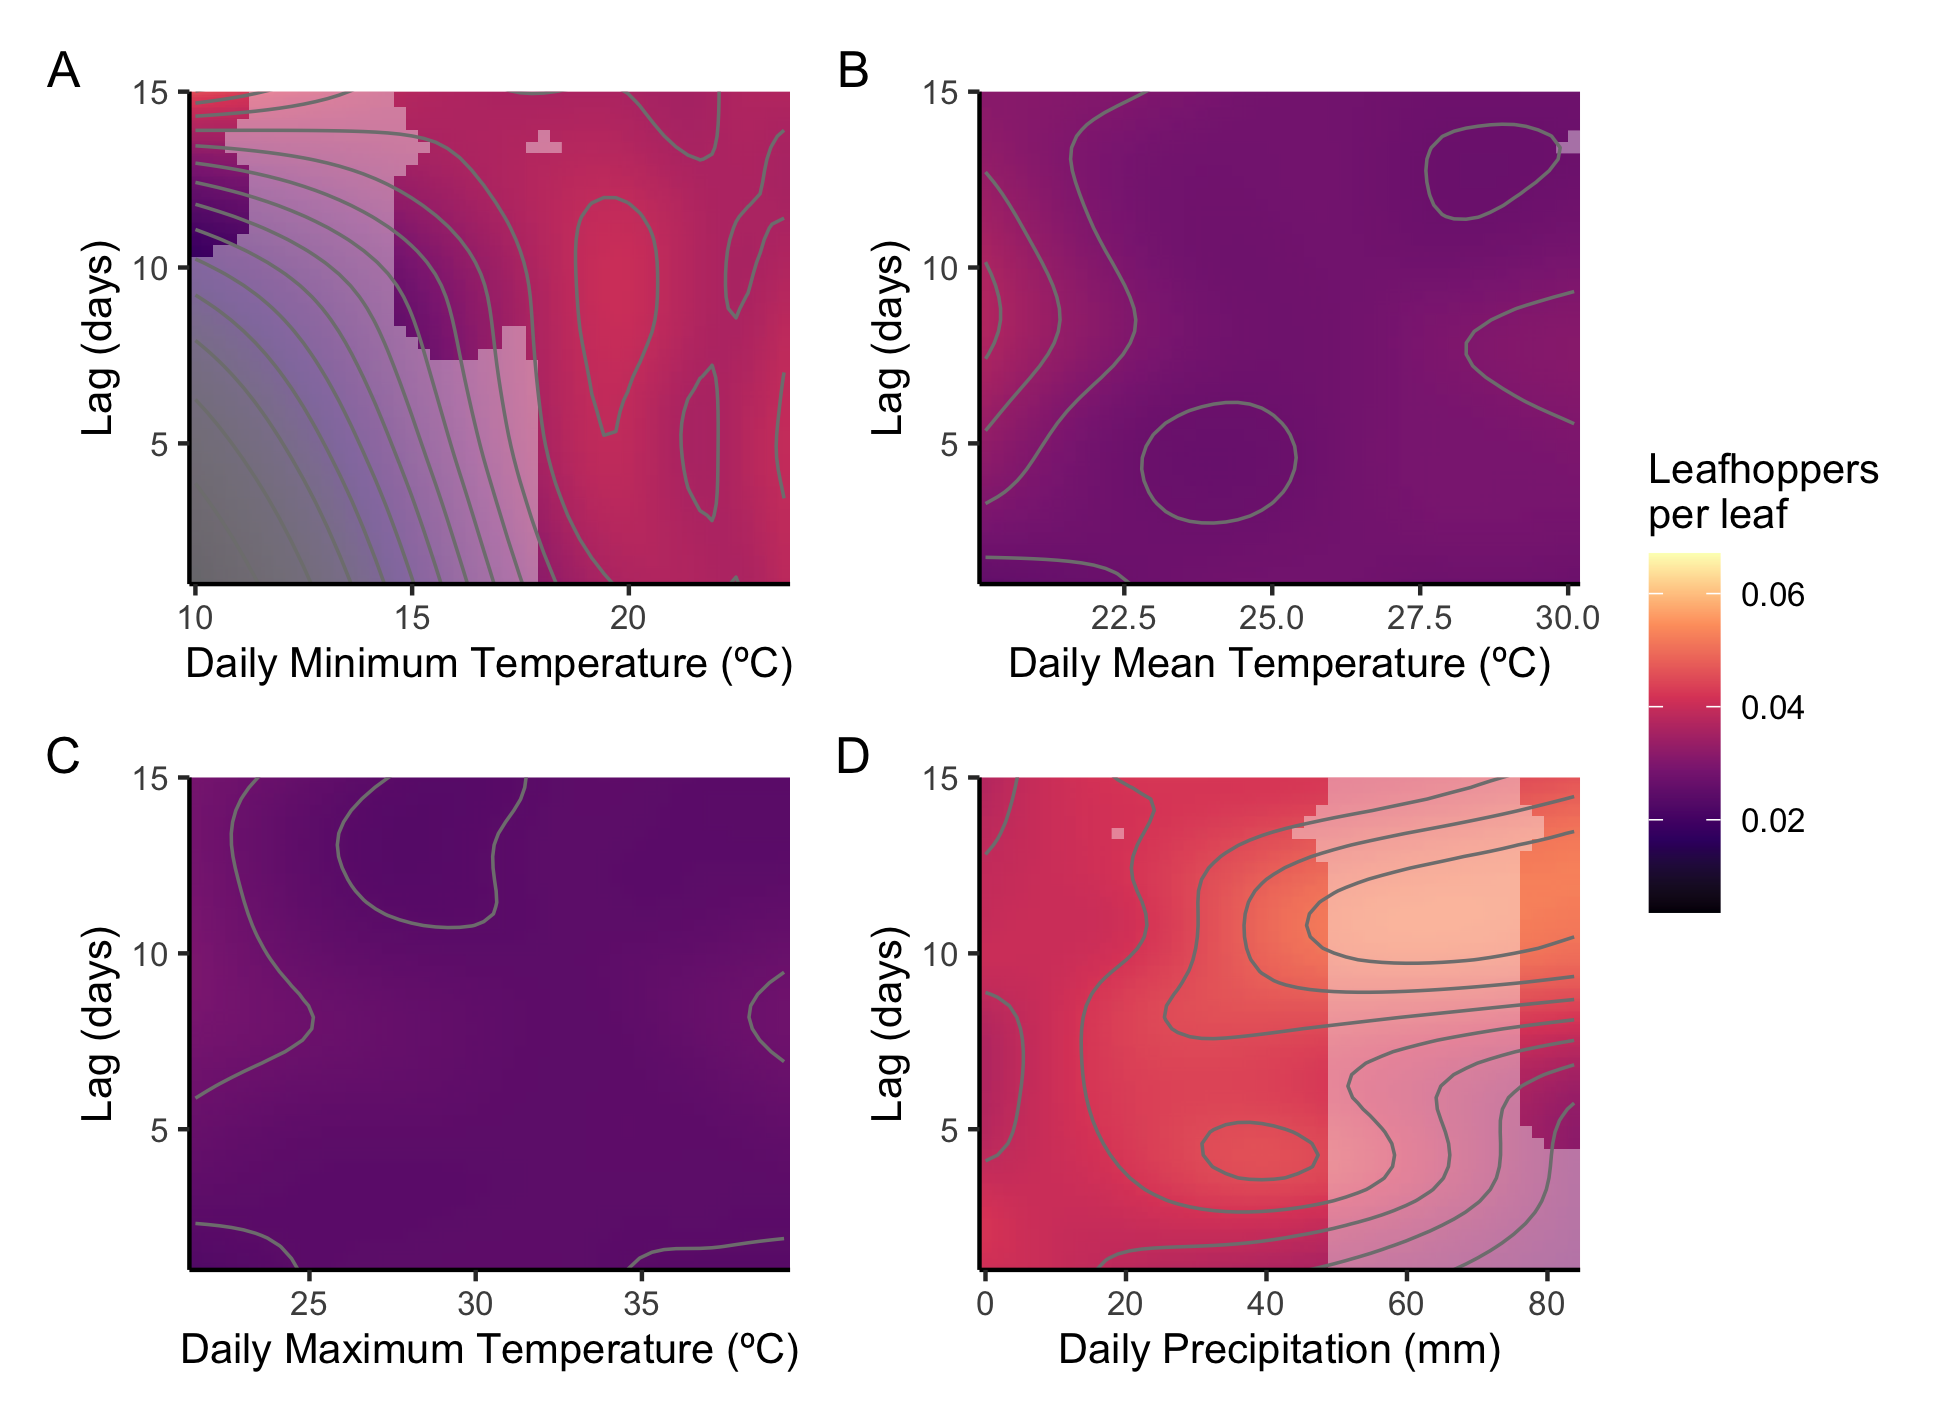 A
15
10
5
Lag (days)
10
15
20
Daily Minimum Temperature (ºC)
B
15
10
5
Lag (days)
22.5
25.0
27.5
30.0
Daily Mean Temperature (ºC)
C
15
10
5
Lag (days)
25
30
35
Daily Maximum Temperature (ºC)
D
15
10
5
Lag (days)
0
20
40
60
80
Daily Precipitation (mm)
Leafhoppers
per leaf
0.06
0.04
0.02